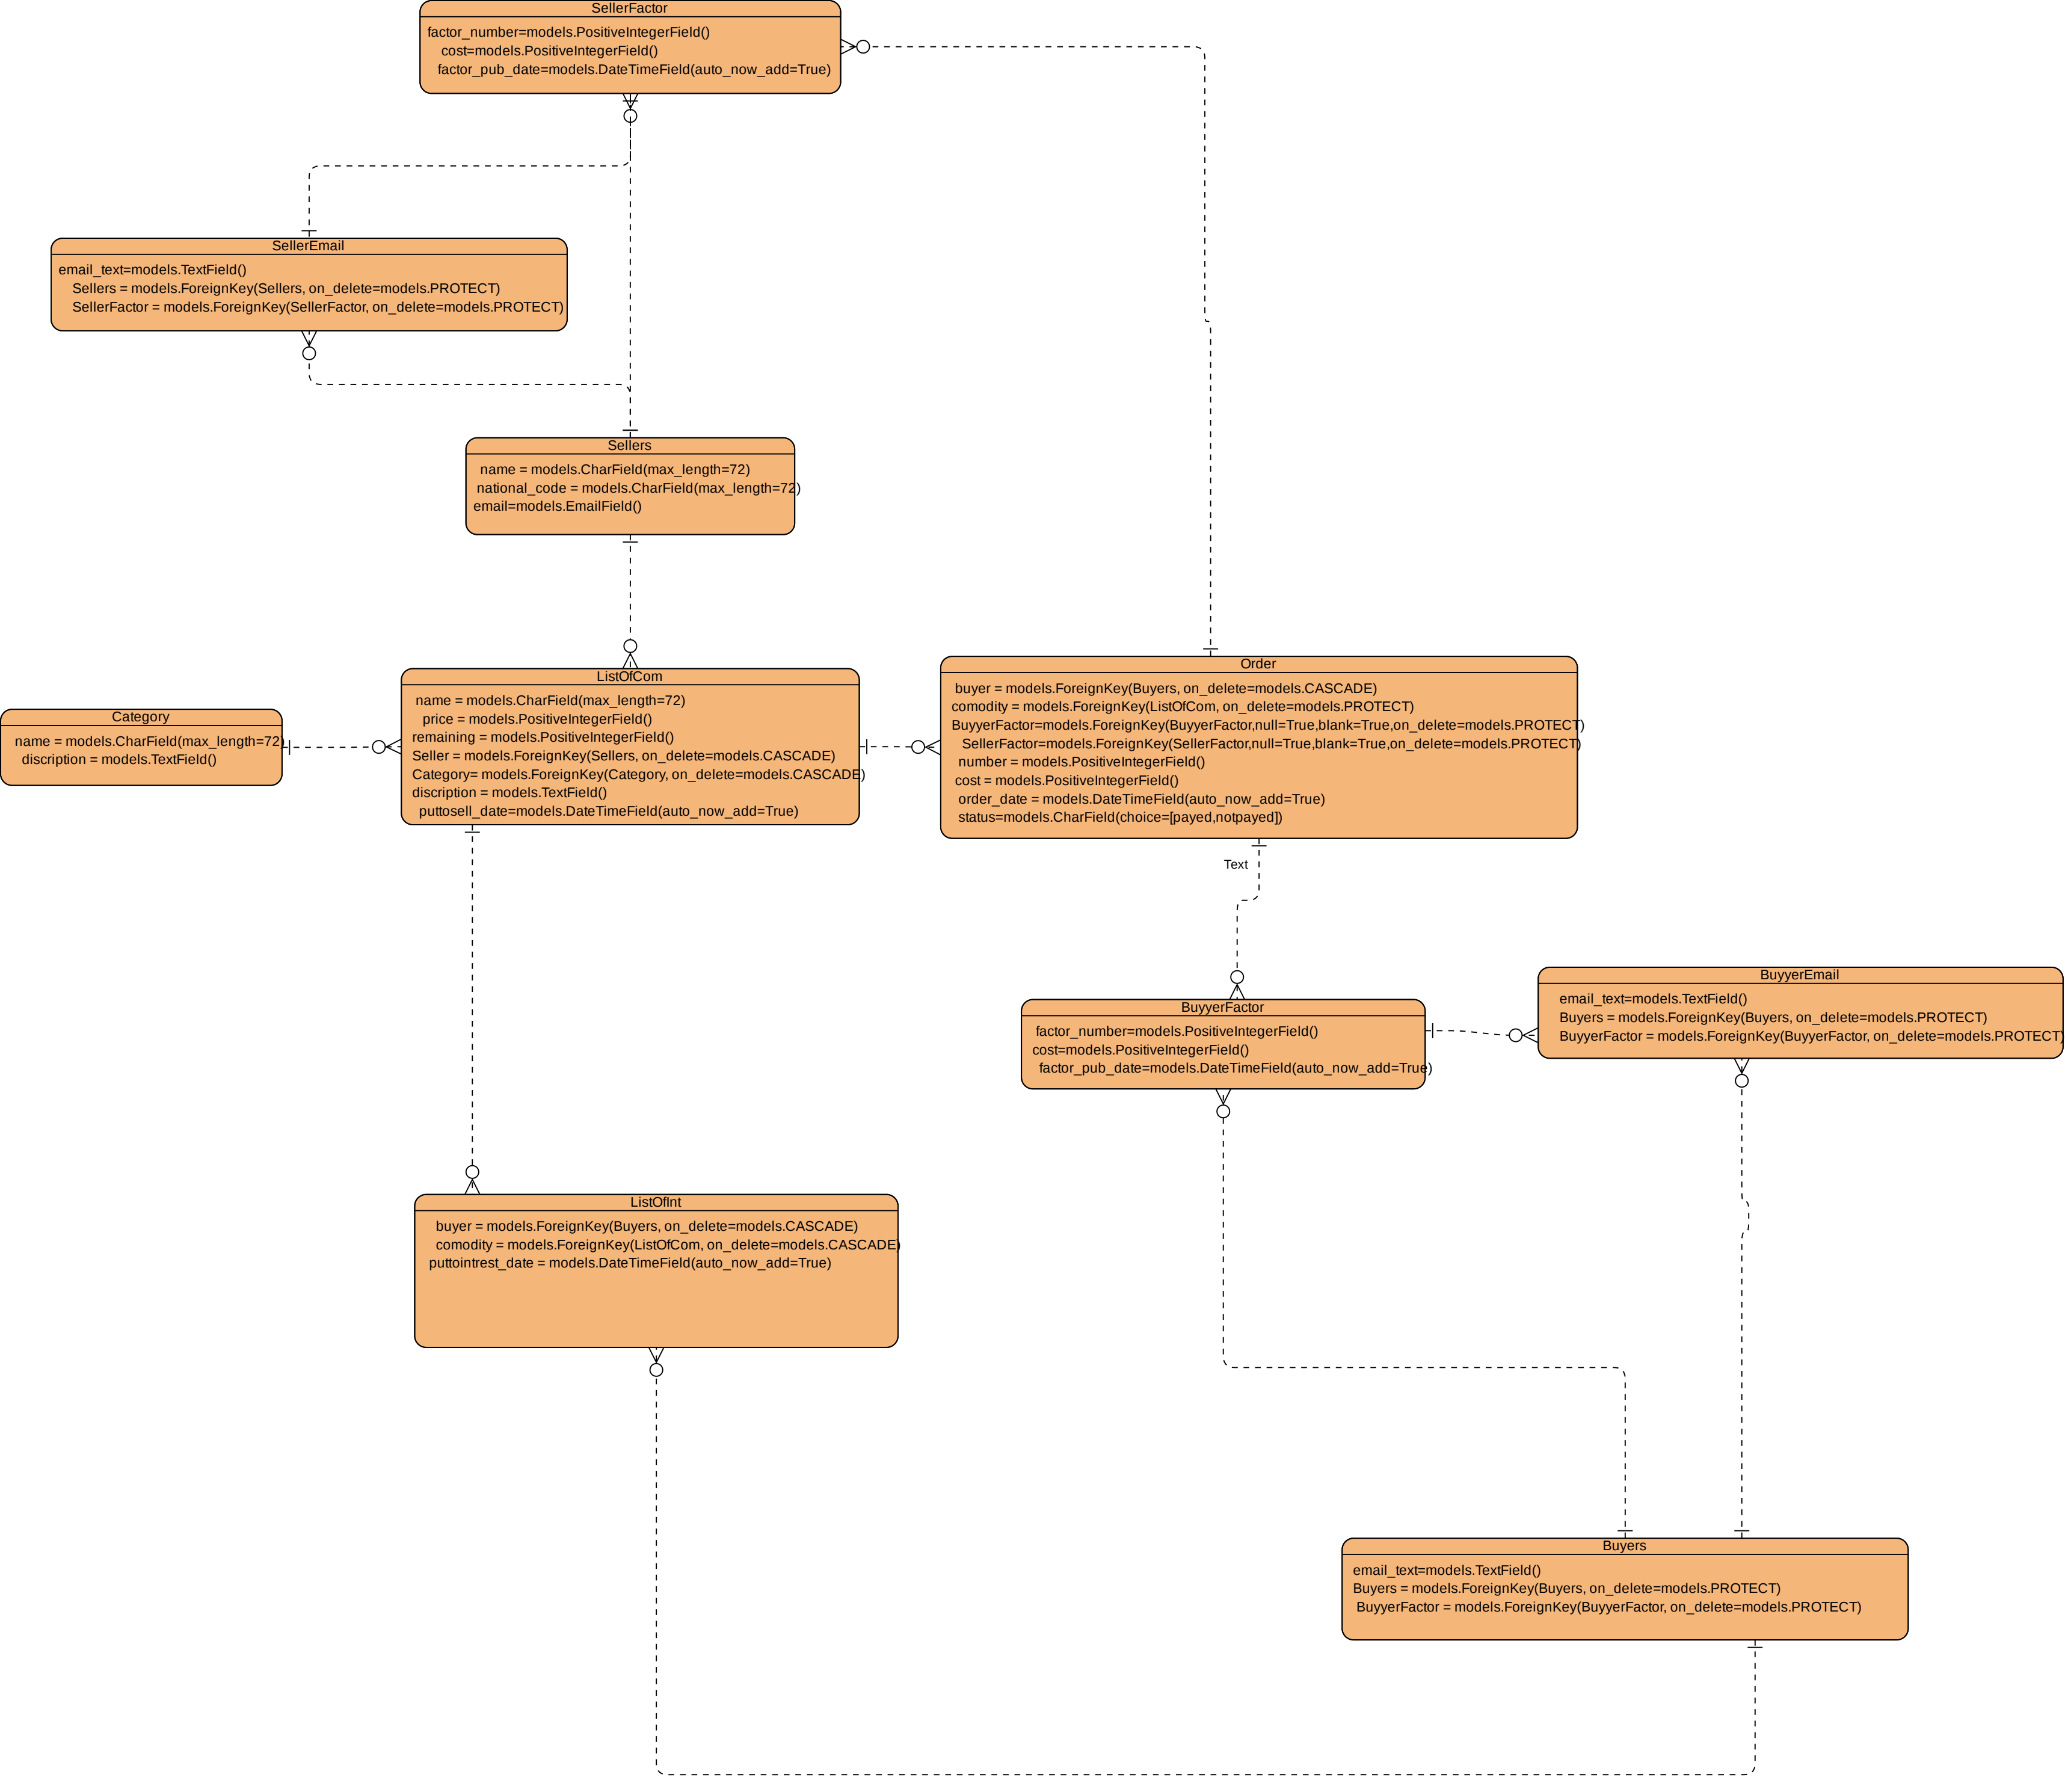 SellerFactor
factor_number=models.PositiveIntegerField()
cost=models.PositiveIntegerField()
factor_pub_date=models.DateTimeField(auto_now_add=True)
SellerEmail
email_text=models.TextField()
Sellers = models.ForeignKey(Sellers, on_delete=models.PROTECT)
SellerFactor = models.ForeignKey(SellerFactor, on_delete=models.PROTECT)
Sellers
name = models.CharField(max_length=72)
national_code = models.CharField(max_length=72)
email=models.EmailField()
Category
name = models.CharField(max_length=72)
discription = models.TextField()
ListOfCom
name = models.CharField(max_length=72)
price = models.PositiveIntegerField()
remaining = models.PositiveIntegerField()
Seller = models.ForeignKey(Sellers, on_delete=models.CASCADE)
Category= models.ForeignKey(Category, on_delete=models.CASCADE)
discription = models.TextField()
puttosell_date=models.DateTimeField(auto_now_add=True)
Order
buyer = models.ForeignKey(Buyers, on_delete=models.CASCADE)
comodity = models.ForeignKey(ListOfCom, on_delete=models.PROTECT)
BuyyerFactor=models.ForeignKey(BuyyerFactor,null=True,blank=True,on_delete=models.PROTECT)
SellerFactor=models.ForeignKey(SellerFactor,null=True,blank=True,on_delete=models.PROTECT)
number = models.PositiveIntegerField()
cost = models.PositiveIntegerField()
order_date = models.DateTimeField(auto_now_add=True)
status=models.CharField(choice=[payed,notpayed])
Text
BuyyerFactor
factor_number=models.PositiveIntegerField()
cost=models.PositiveIntegerField()
factor_pub_date=models.DateTimeField(auto_now_add=True)
BuyyerEmail
email_text=models.TextField()
Buyers = models.ForeignKey(Buyers, on_delete=models.PROTECT)
BuyyerFactor = models.ForeignKey(BuyyerFactor, on_delete=models.PROTECT)
ListOfInt
buyer = models.ForeignKey(Buyers, on_delete=models.CASCADE)
comodity = models.ForeignKey(ListOfCom, on_delete=models.CASCADE)
puttointrest_date = models.DateTimeField(auto_now_add=True)
Buyers
email_text=models.TextField()
Buyers = models.ForeignKey(Buyers, on_delete=models.PROTECT)
BuyyerFactor = models.ForeignKey(BuyyerFactor, on_delete=models.PROTECT)